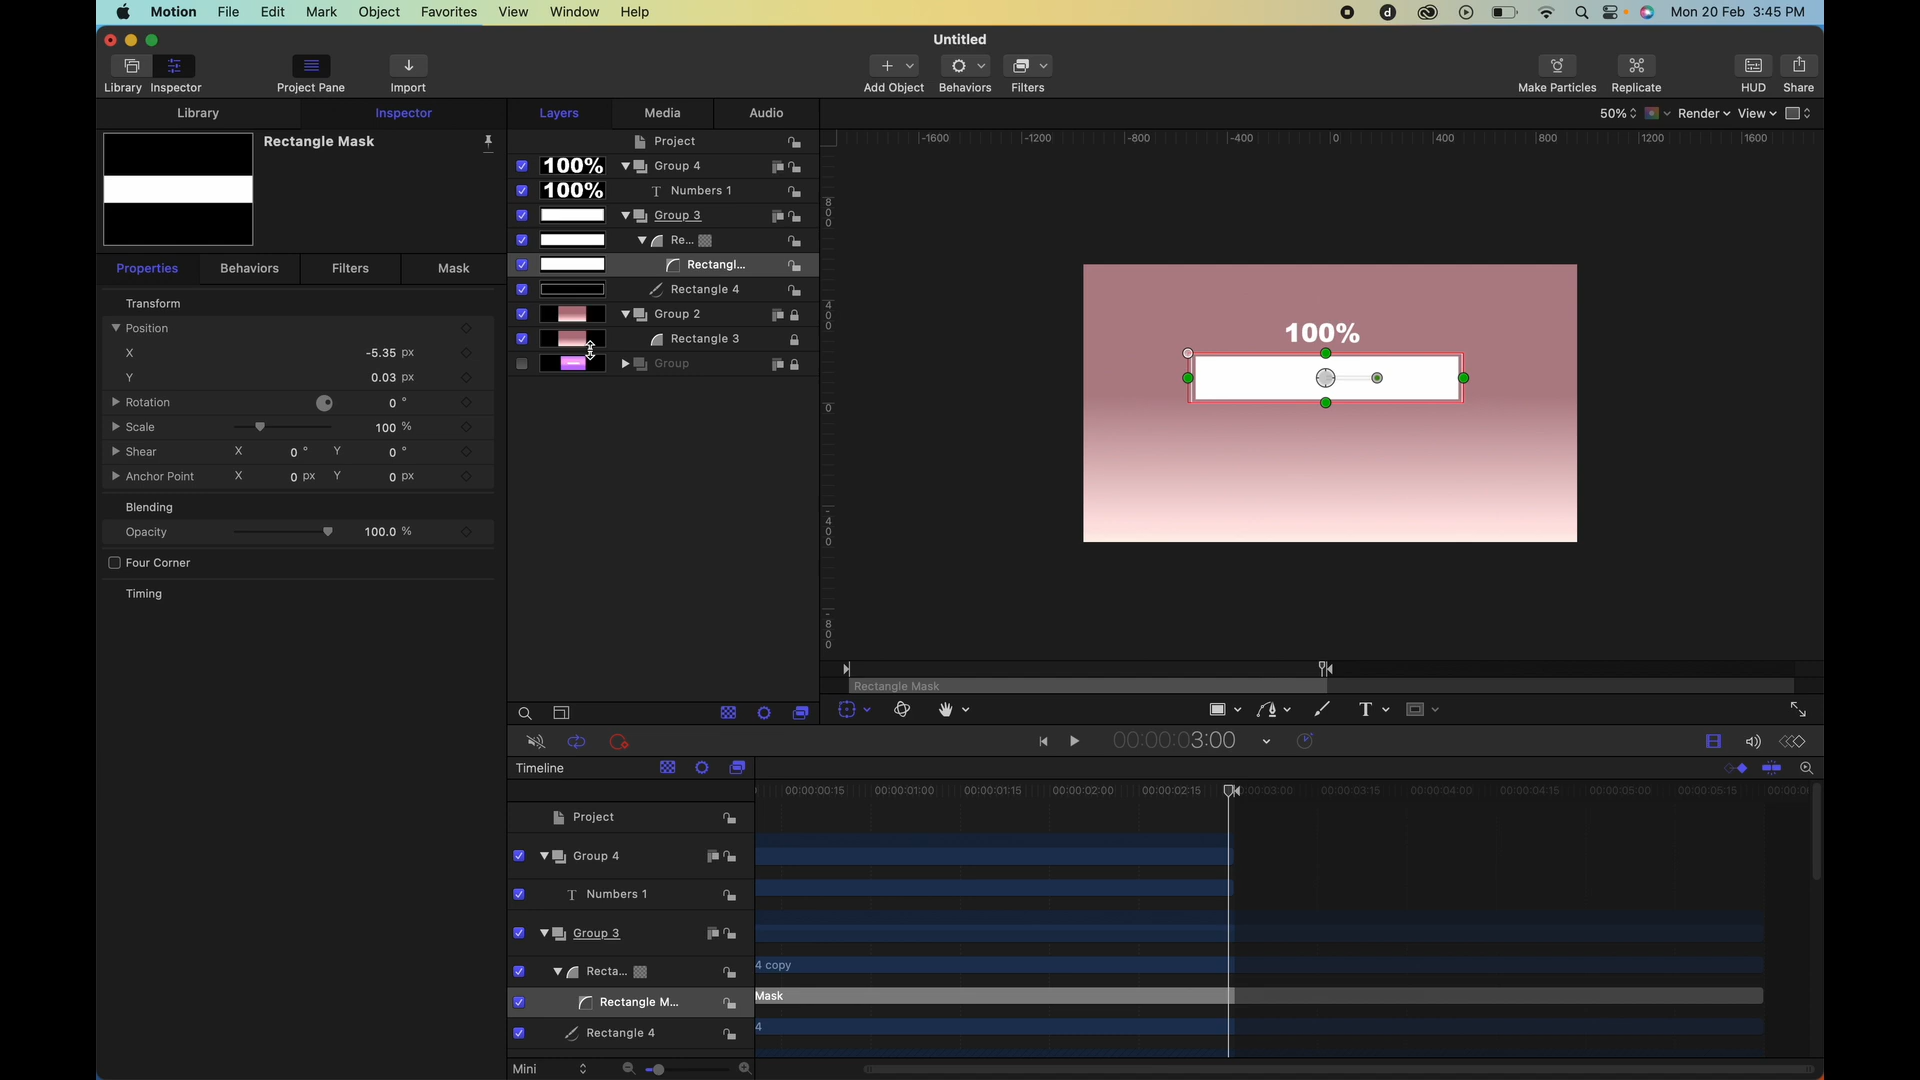 Motion File Edit Mark Object Favorites View Window Help Mon 20 Feb 3:45 PM
Untitled
Library Inspector Project Pane Import Add Object Behaviors Filters Make Particles Replicate HUD Share
Library Inspector Layers Media Audio
50% Render View
Rectangle Mask
Project
100% Group 4
100% Numbers 1
Group 3
Re...
Rectangl...
Rectangle 4
Group 2
Rectangle 3
Group
Properties Behaviors Filters Mask
Transform
Position
X -5.35 px
Y 0.03 px
Rotation 0 °
Scale 100 %
Shear X 0 ° Y 0 °
Anchor Point X 0 px Y 0 px
Blending
Opacity 100.0 %
Four Corner
Timing
-1600 -1200 -800 -400 0 400 800 1200 1600
800
400
0
-400
-800
100%
Rectangle Mask
T
00:00:03:00
Timeline
00:00:00:15 00:00:01:00 00:00:01:15 00:00:02:00 00:00:02:15 00:00:03:15 00:00:04:00 00:00:04:15 00:00:05:00 00:00:05:15
Project
Group 4
T Numbers 1
Group 3
Recta... 4 copy
Rectangle M... Mask
Rectangle 4 4
Mini